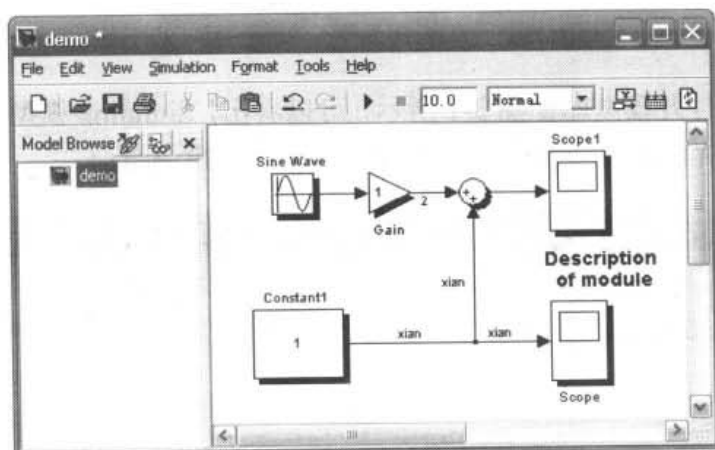 demo *
File Edit View Simulation Format Tools Help
10.0 Normal
Model Browse
demo
Scope1
Sine Wave
1
2
+
+
Gain
Description
of module
xian
Constant1
1
xian
xian
Scope